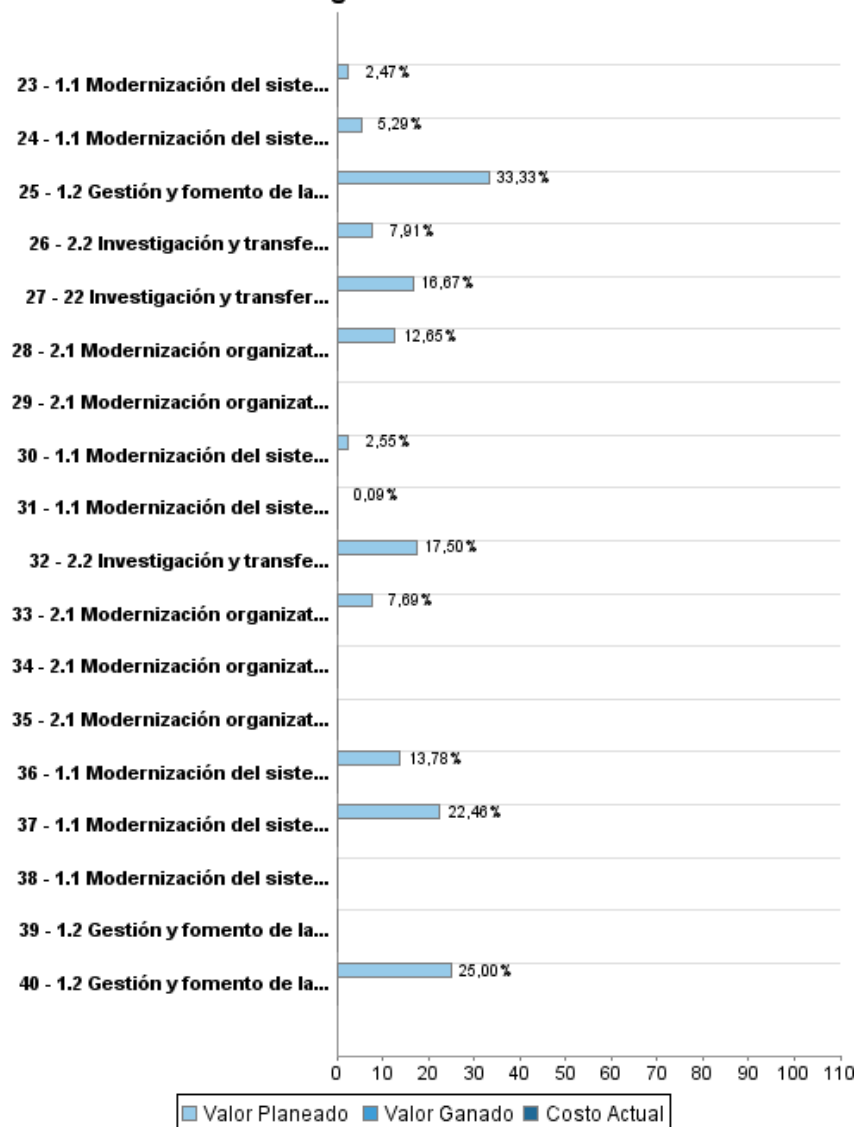 23 - 1.1 Modernización del siste...
2,47%
24 - 1.1 Modernización del siste...
5,29%
25 - 1.2 Gestión y fomento de la...
33,33%
26 - 2.2 Investigación y transfe...
7,91%
27 - 22 Investigación y transfer...
16,67%
28 - 2.1 Modernización organizat...
12,65%
29 - 2.1 Modernización organizat...
30 - 1.1 Modernización del siste...
2,55%
31 - 1.1 Modernización del siste...
0,09%
32 - 2.2 Investigación y transfe...
17,50%
33 - 2.1 Modernización organizat...
7,69%
34 - 2.1 Modernización organizat...
35 - 2.1 Modernización organizat...
36 - 1.1 Modernización del siste...
13,78%
37 - 1.1 Modernización del siste...
22,46%
38 - 1.1 Modernización del siste...
39 - 1.2 Gestión y fomento de la...
40 - 1.2 Gestión y fomento de la...
25,00%
0 10 20 30 40 50 60 70 80 90 100 110
Valor Planeado Valor Ganado Costo Actual